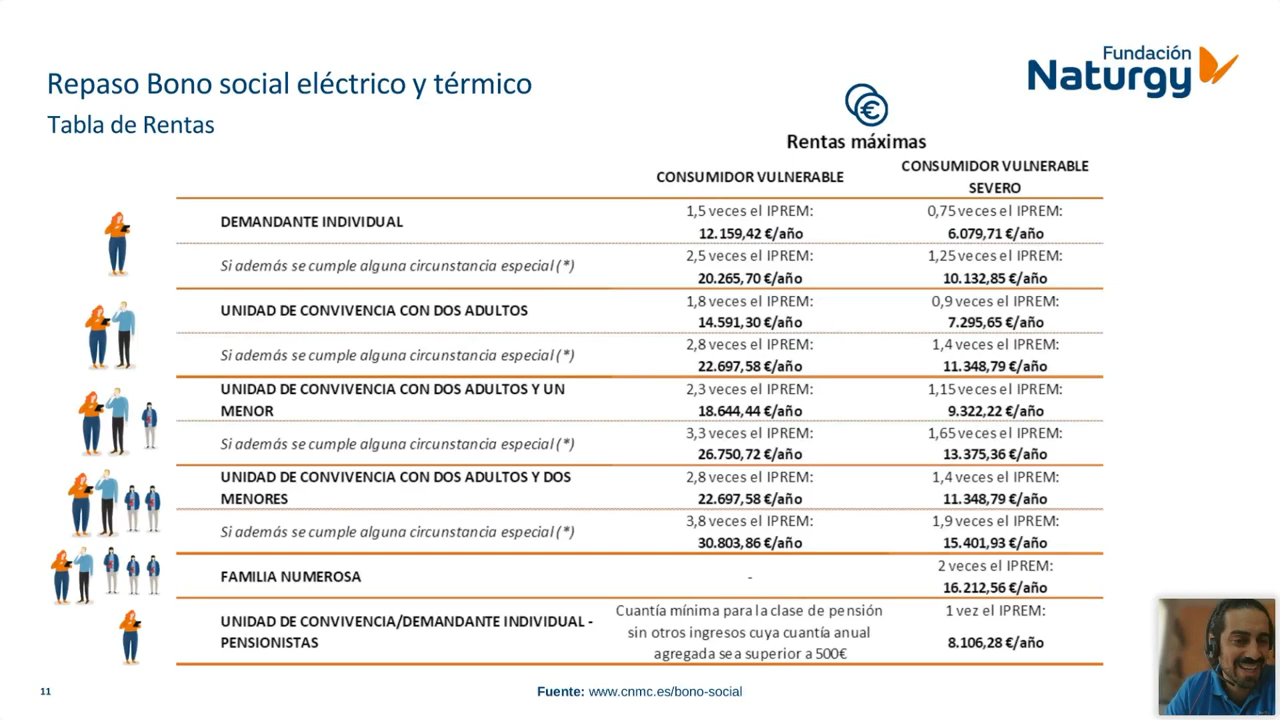 Fundación
Naturgy
Repaso Bono social eléctrico y térmico
Tabla de Rentas
Rentas máximas
CONSUMIDOR VULNERABLE
CONSUMIDOR VULNERABLE
SEVERO
DEMANDANTE INDIVIDUAL
1,5 veces el IPREM:
12.159,42 €/año
0,75 veces el IPREM:
6.079,71 €/año
Si además se cumple alguna circunstancia especial (*)
2,5 veces el IPREM:
20.265,70 €/año
1,25 veces el IPREM:
10.132,85 €/año
UNIDAD DE CONVIVENCIA CON DOS ADULTOS
1,8 veces el IPREM:
14.591,30 €/año
0,9 veces el IPREM:
7.295,65 €/año
Si además se cumple alguna circunstancia especial (*)
2,8 veces el IPREM:
22.697,58 €/año
1,4 veces el IPREM:
11.348,79 €/año
UNIDAD DE CONVIVENCIA CON DOS ADULTOS Y UN
MENOR
2,3 veces el IPREM:
18.644,44 €/año
1,15 veces el IPREM:
9.322,22 €/año
Si además se cumple alguna circunstancia especial (*)
3,3 veces el IPREM:
26.750,72 €/año
1,65 veces el IPREM:
13.375,36 €/año
UNIDAD DE CONVIVENCIA CON DOS ADULTOS Y DOS
MENORES
2,8 veces el IPREM:
22.697,58 €/año
1,4 veces el IPREM:
11.348,79 €/año
Si además se cumple alguna circunstancia especial (*)
3,8 veces el IPREM:
30.803,86 €/año
1,9 veces el IPREM:
15.401,93 €/año
FAMILIA NUMEROSA
-
2 veces el IPREM:
16.212,56 €/año
UNIDAD DE CONVIVENCIA/DEMANDANTE INDIVIDUAL -
PENSIONISTAS
Cuantía mínima para la clase de pensión
sin otros ingresos cuya cuantía anual
agregada sea superior a 500€
1 vez el IPREM:
8.106,28 €/año
11
Fuente: www.cnmc.es/bono-social